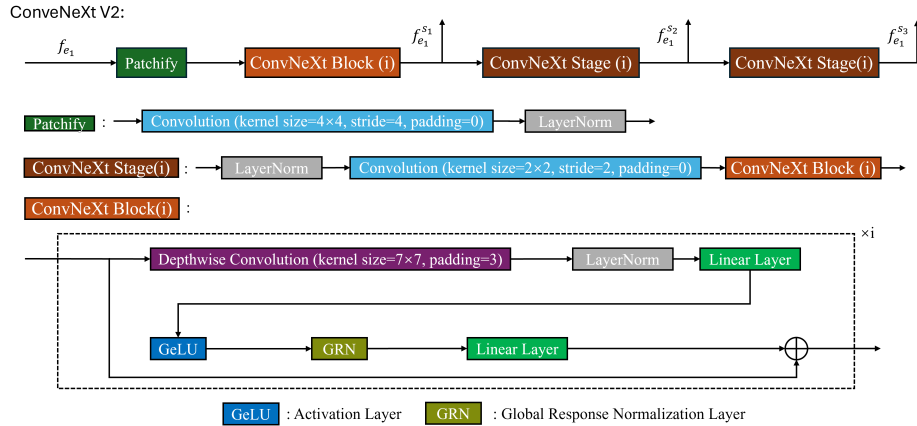 ConveNeXt V2:
f_{e_1} Patchify ConvNeXt Block (i) f_{e_1}^{s_1} ConvNeXt Stage (i) f_{e_1}^{s_2} ConvNeXt Stage(i) f_{e_1}^{s_3}
Patchify : Convolution (kernel size=4×4, stride=4, padding=0) LayerNorm
ConvNeXt Stage(i) : LayerNorm Convolution (kernel size=2×2, stride=2, padding=0) ConvNeXt Block (i)
ConvNeXt Block(i) :
×i
Depthwise Convolution (kernel size=7×7, padding=3) LayerNorm Linear Layer
GeLU GRN Linear Layer
GeLU : Activation Layer GRN : Global Response Normalization Layer